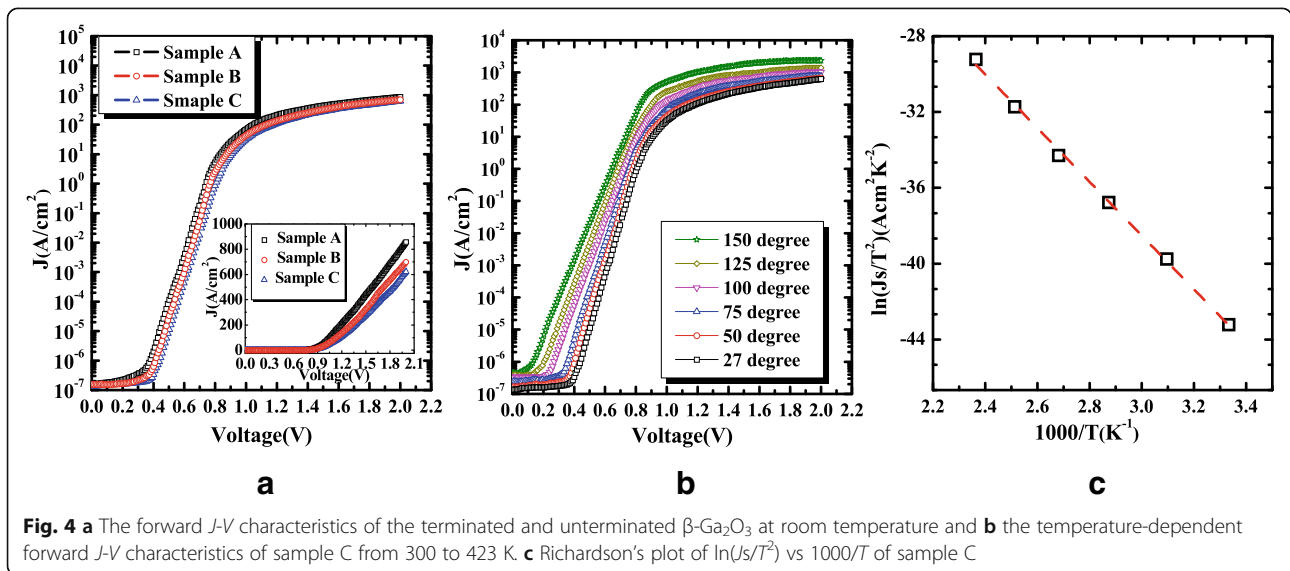 10^5
10^4
10^3
10^2
10^1
10^0
10^-1
10^-2
10^-3
10^-4
10^-5
10^-6
10^-7
J(A/cm^2)
Sample A
Sample B
Smaple C
1000
800
600
400
200
0
J(A/cm^2)
Sample A
Sample B
Sample C
0.0 0.3 0.6 0.9 1.2 1.5 1.8 2.1
Voltage(V)
0.0 0.2 0.4 0.6 0.8 1.0 1.2 1.4 1.6 1.8 2.0 2.2
Voltage(V)
a
10^4
10^3
10^2
10^1
10^0
10^-1
10^-2
10^-3
10^-4
10^-5
10^-6
10^-7
J(A/cm^2)
150 degree
125 degree
100 degree
75 degree
50 degree
27 degree
0.0 0.2 0.4 0.6 0.8 1.0 1.2 1.4 1.6 1.8 2.0 2.2
Voltage(V)
b
-28
-32
-36
-40
-44
ln(Js/T^2)(Acm^2K^-2)
2.2 2.4 2.6 2.8 3.0 3.2 3.4
1000/T(K^-1)
c
Fig. 4 a The forward J-V characteristics of the terminated and unterminated β-Ga₂O₃ at room temperature and b the temperature-dependent
forward J-V characteristics of sample C from 300 to 423 K. c Richardson's plot of ln(Js/T²) vs 1000/T of sample C